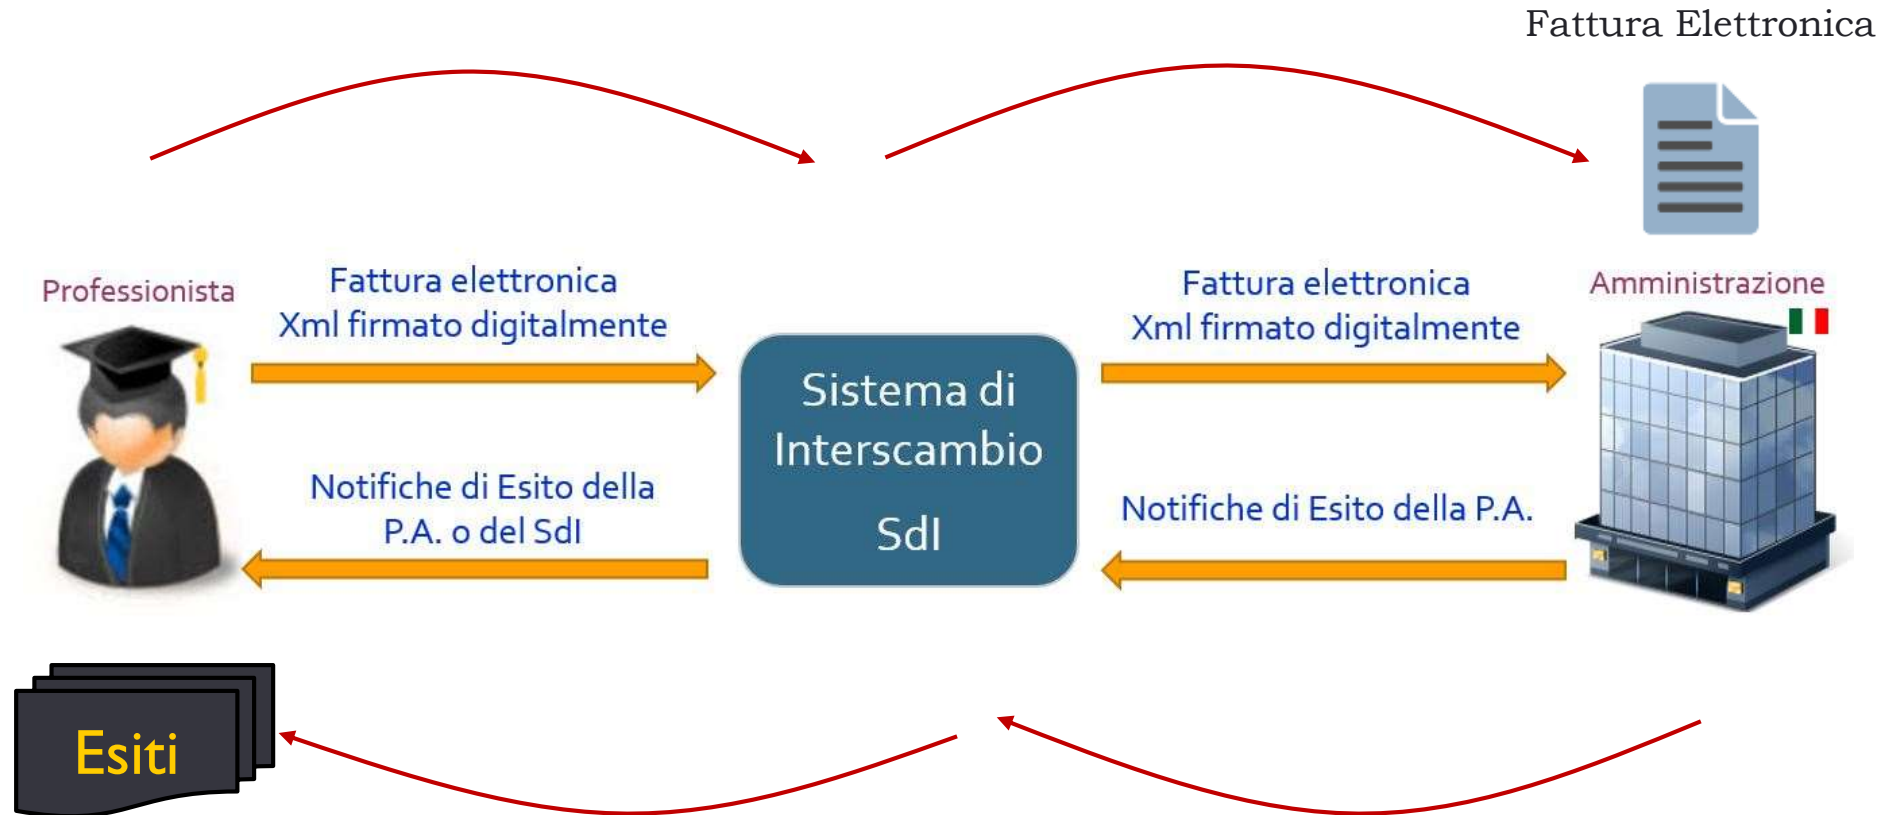 Fattura Elettronica
Professionista
Fattura elettronica
Xml firmato digitalmente
Fattura elettronica
Xml firmato digitalmente
Amministrazione
Sistema di
Interscambio
SdI
Notifiche di Esito della
P.A. o del SdI
Notifiche di Esito della P.A.
Esiti